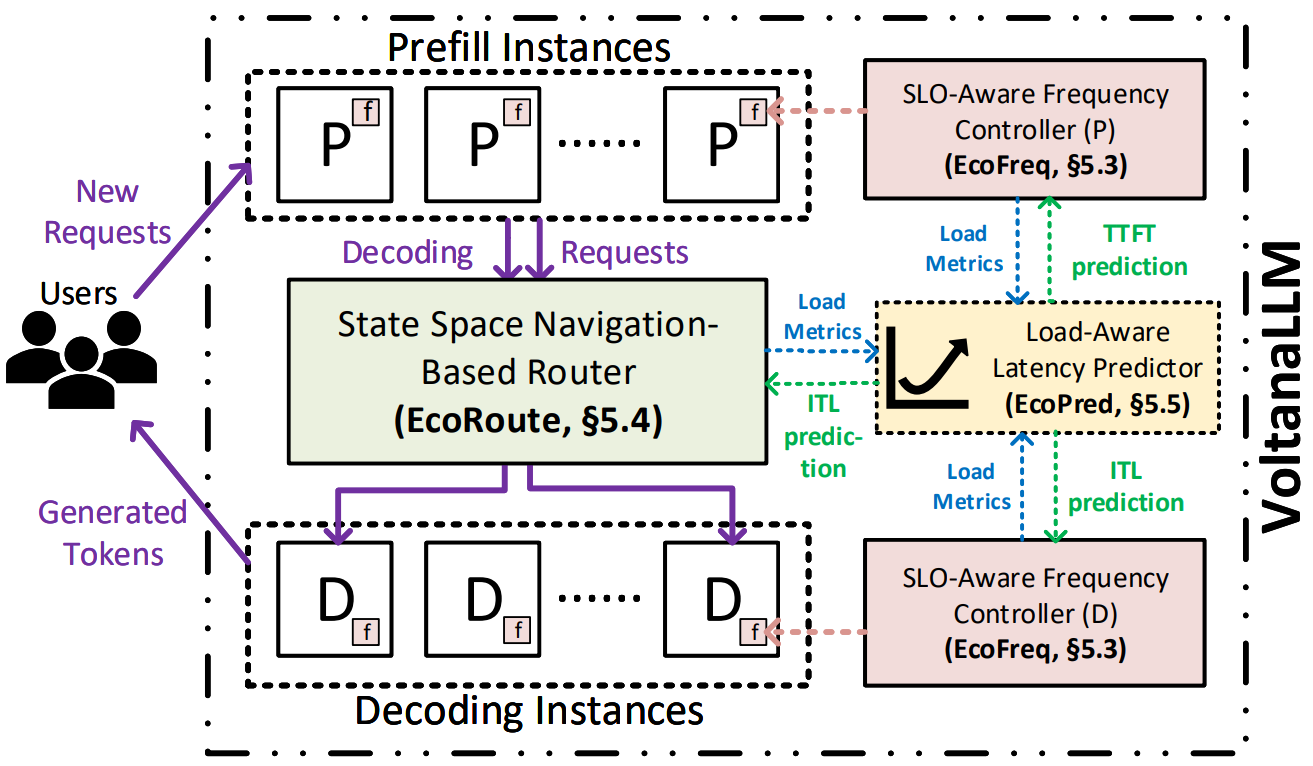 Prefill Instances
P f
P f
.......
P f
SLO-Aware Frequency
Controller (P)
(EcoFreq, §5.3)
New
Requests
Users
Decoding Requests
Load
Metrics
TTFT
prediction
State Space Navigation-
Based Router
(EcoRoute, §5.4)
Load
Metrics
ITL
predic-
tion
Load-Aware
Latency Predictor
(EcoPred, §5.5)
Load
Metrics
ITL
prediction
Generated
Tokens
D f
D f
.......
D f
SLO-Aware Frequency
Controller (D)
(EcoFreq, §5.3)
Decoding Instances
VoltanaLLM